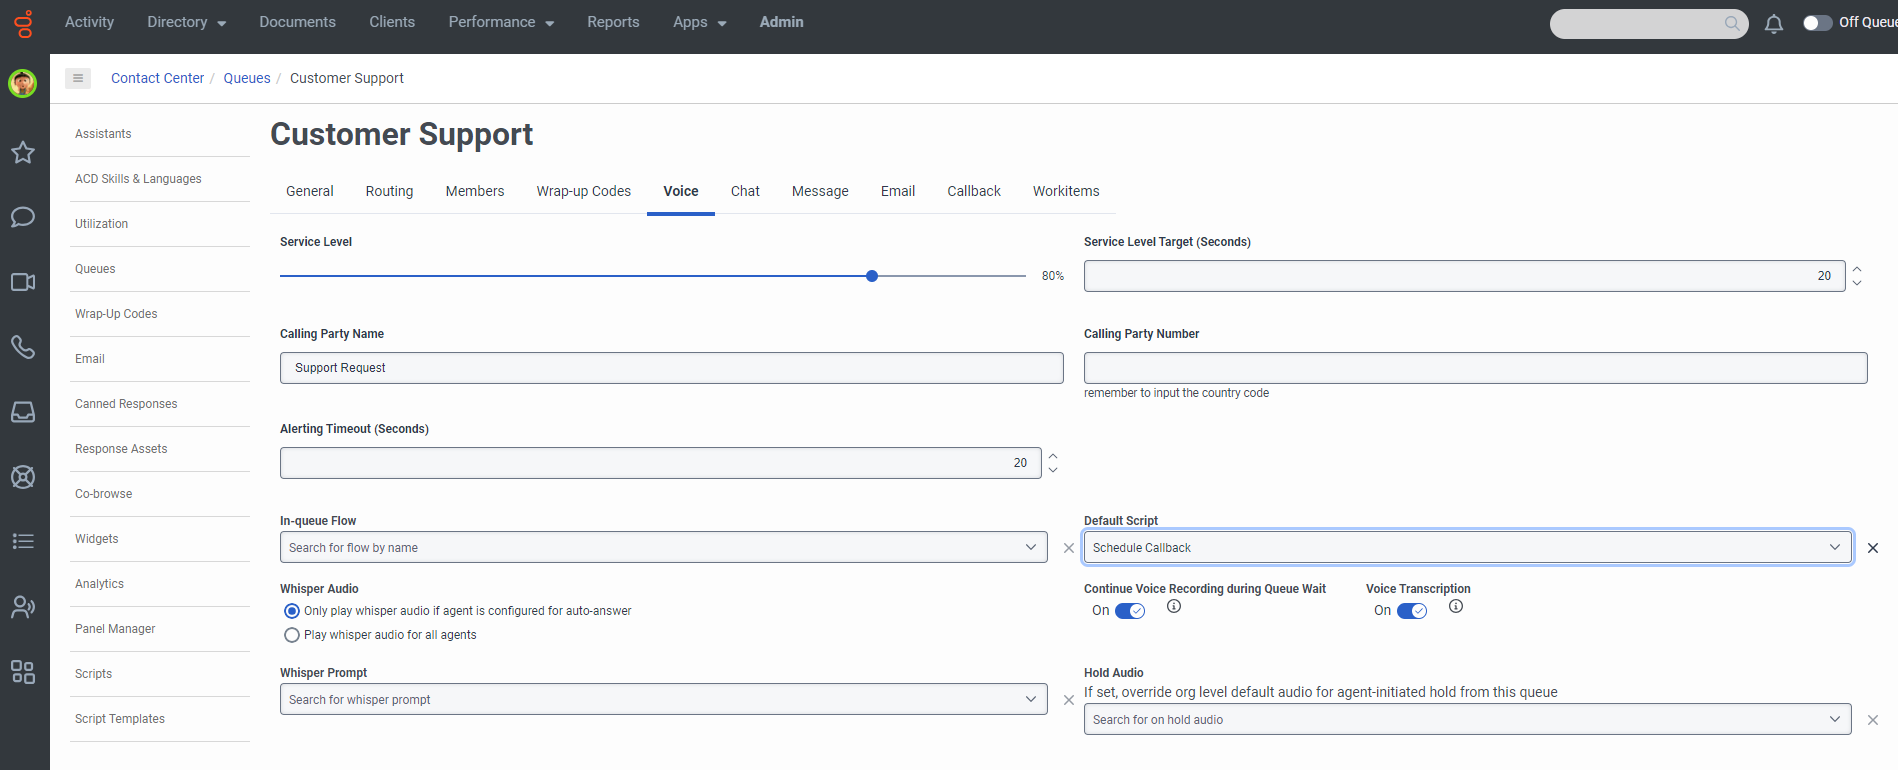 Activity Directory Documents Clients Performance Reports Apps Admin Off Queue
Contact Center / Queues / Customer Support
Assistants
ACD Skills & Languages
Utilization
Queues
Wrap-Up Codes
Email
Canned Responses
Response Assets
Co-browse
Widgets
Analytics
Panel Manager
Scripts
Script Templates
Customer Support
General Routing Members Wrap-up Codes Voice Chat Message Email Callback Workitems
Service Level
80%
Service Level Target (Seconds)
20
Calling Party Name
Support Request
Calling Party Number
remember to input the country code
Alerting Timeout (Seconds)
20
In-queue Flow
Search for flow by name
Default Script
Schedule Callback
Whisper Audio
Only play whisper audio if agent is configured for auto-answer
Play whisper audio for all agents
Continue Voice Recording during Queue Wait
On
Voice Transcription
On
Whisper Prompt
Search for whisper prompt
Hold Audio
If set, override org level default audio for agent-initiated hold from this queue
Search for on hold audio